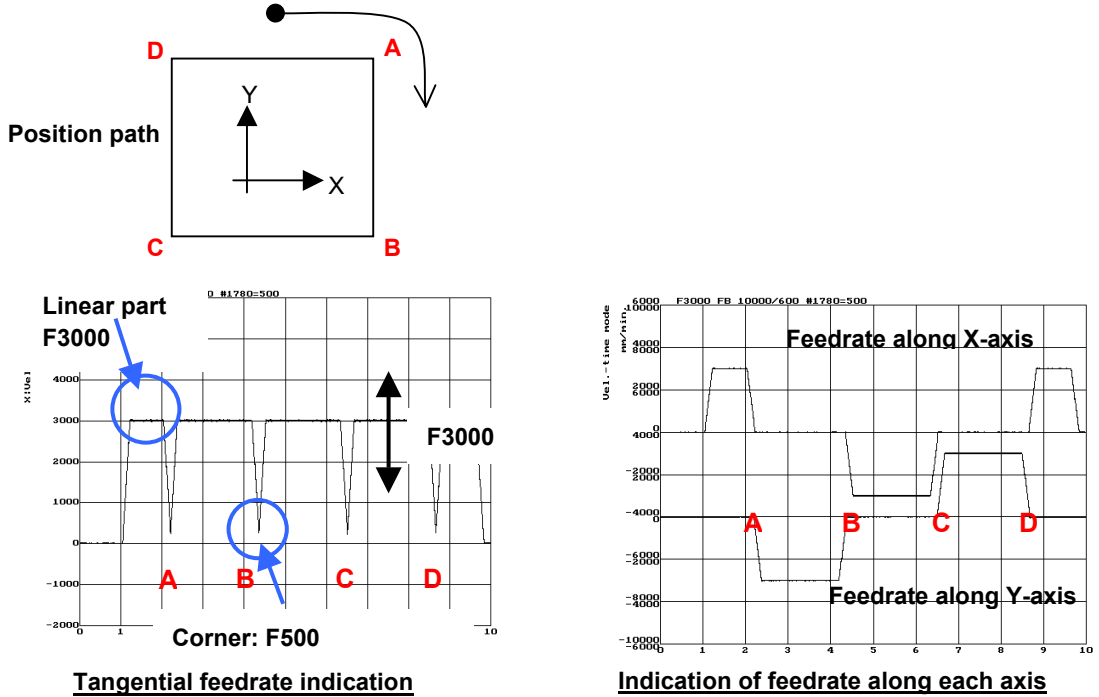 D
A
Y
Position path
X
C
B
Linear part
F3000
#1780=500
X:Vel
4000
3000
2000
1000
0
-1000
-2000
0 1 10
F3000
A B C D
Corner: F500
Tangential feedrate indication
F3000 FB 10000/600 #1780=500
Vel.-time mode
mm/min.
6000
10000
4000
8000
2000
0
4000
-2000
2000
-4000
0
-6000
-2000
-8000
-4000
-10000
-6000
0 1 2 3 4 5 6 7 8 9 10
Feedrate along X-axis
A B C D
Feedrate along Y-axis
Indication of feedrate along each axis